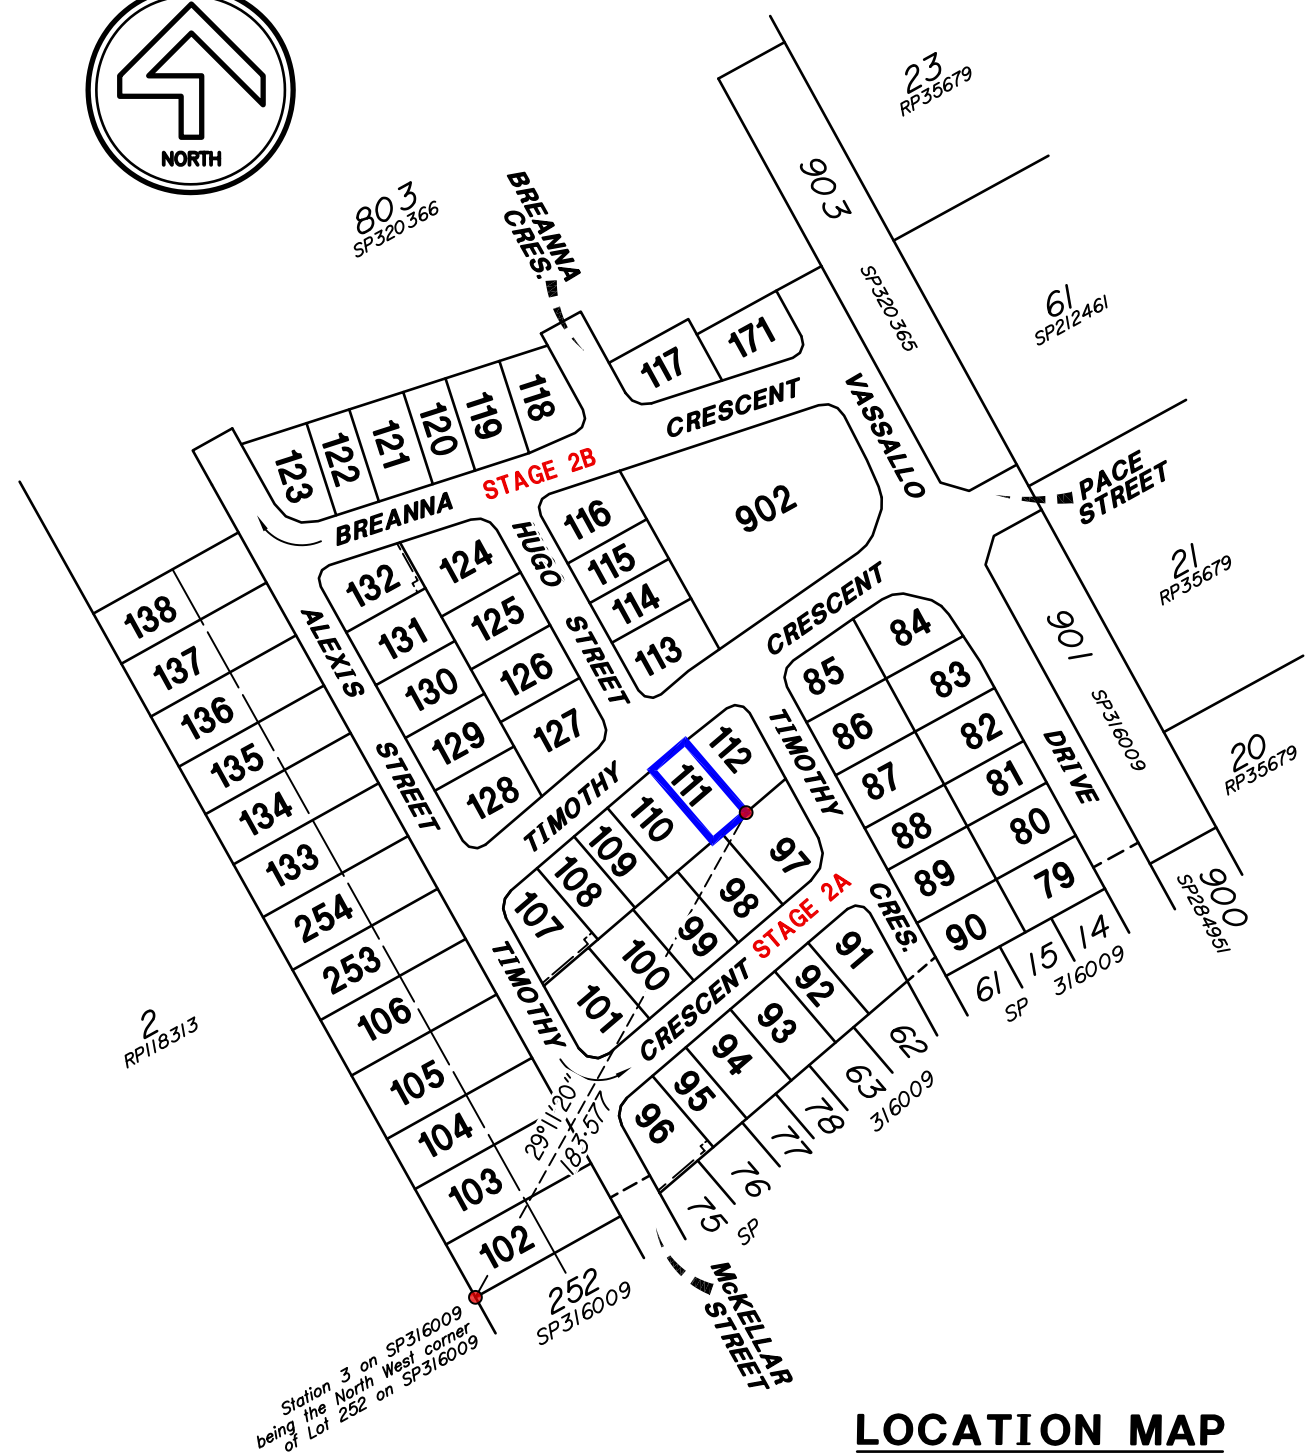 NORTH
23
RP35679
803
SP320366
BREANNA
CRES.
903
SP320365
61
SP212461
171
117
118
119
120
121
122
123
CRESCENT
VASSALLO
STAGE 2B
BREANNA
HUGO
STREET
902
PACE
STREET
116
115
114
113
124
132
125
131
126
130
127
129
128
138
137
136
135
134
133
254
253
106
105
104
103
102
ALEXIS
STREET
CRESCENT
21
RP35679
901
SP316009
20
RP35679
84
85
83
86
82
87
81
88
80
89
79
90
TIMOTHY
CRES.
DRIVE
TIMOTHY
112
111
110
109
108
107
97
98
99
100
101
STAGE 2A
CRESCENT
TIMOTHY
91
92
93
94
95
96
900
SP284951
14
15
61
SP 316009
62
63
78
77
76
75
SP
316009
2
RP118313
29°11'20"
183·577
252
SP316009
McKELLAR
STREET
Station 3 on SP316009
being the North West corner
of Lot 252 on SP316009
LOCATION MAP